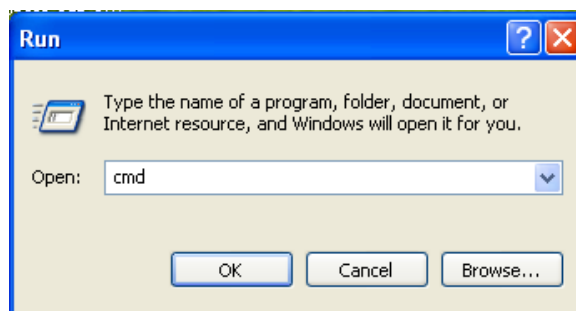 Run
Type the name of a program, folder, document, or
Internet resource, and Windows will open it for you.
Open: cmd
OK Cancel Browse...